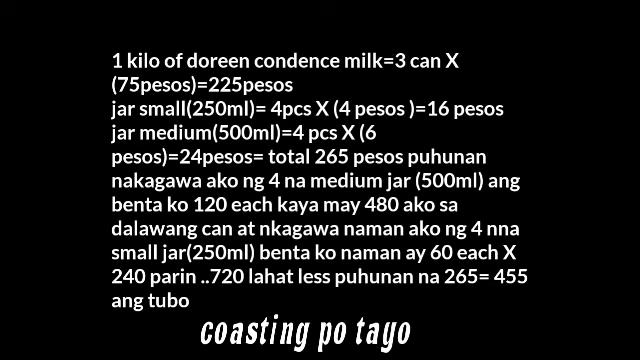 1 kilo of doreen condence milk=3 can X
(75pesos)=225pesos
jar small(250ml)= 4pcs X (4 pesos )=16 pesos
jar medium(500ml)=4 pcs X (6
pesos)=24pesos= total 265 pesos puhunan
nakagawa ako ng 4 na medium jar (500ml) ang
benta ko 120 each kaya may 480 ako sa
dalawang can at nkagawa naman ako ng 4 nna
small jar(250ml) benta ko naman ay 60 each X
240 parin ..720 lahat less puhunan na 265= 455
ang tubo
coasting po tayo